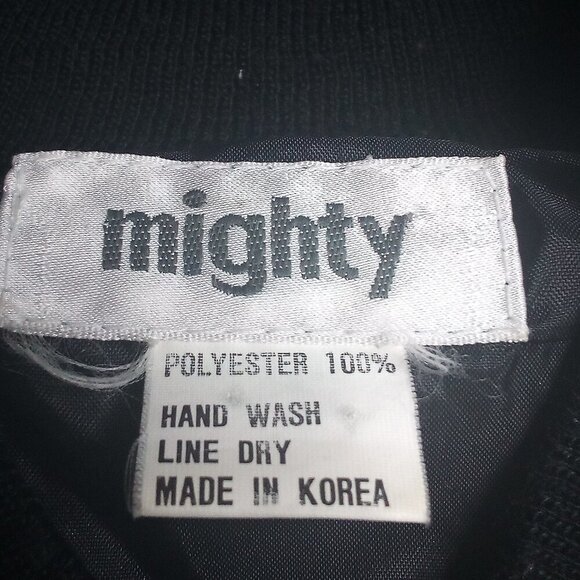 mighty
POLYESTER 100%
HAND WASH
LINE DRY
MADE IN KOREA